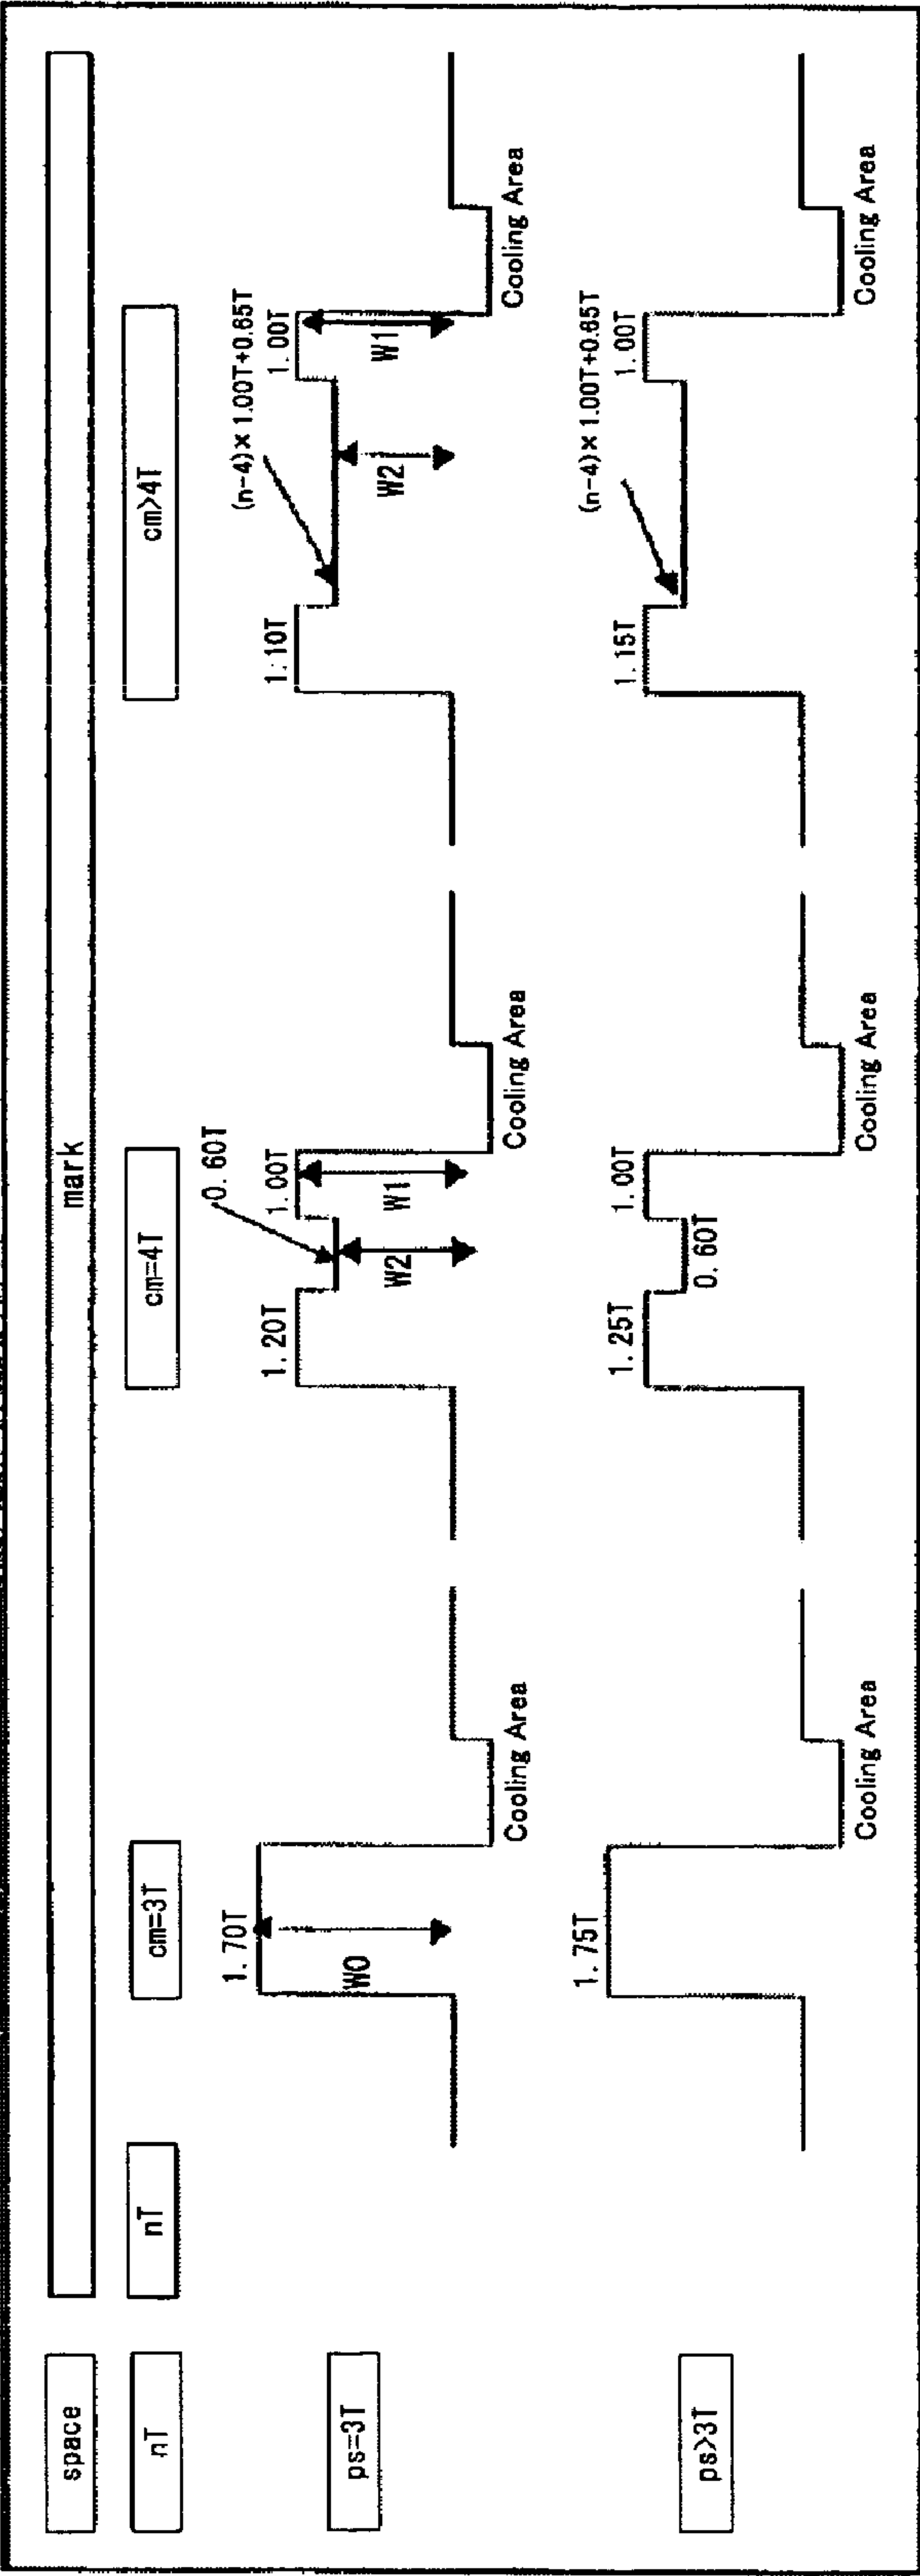 space
mark
nT
nT
cm=3T
cm=4T
cm>4T
ps=3T
1.70T
W0
Cooling Area
1.20T
0.60T
1.00T
W2
W1
Cooling Area
1.10T
(n-4)×1.00T+0.65T
1.00T
W2
W1
Cooling Area
ps>3T
1.75T
Cooling Area
1.25T
0.60T
1.00T
Cooling Area
1.15T
(n-4)×1.00T+0.65T
1.00T
Cooling Area